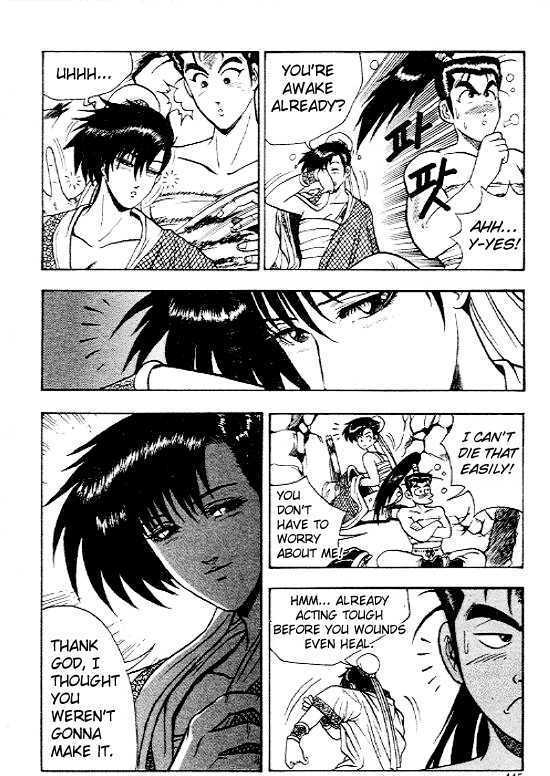 UHHH...
YOU'RE
AWAKE
ALREADY?
파
팟
AHH...
Y-YES!
I CAN'T
DIE THAT
EASILY!
YOU
DON'T
HAVE TO
WORRY
ABOUT ME!
THANK
GOD, I
THOUGHT
YOU
WEREN'T
GONNA
MAKE IT.
HMM... ALREADY
ACTING TOUGH
BEFORE YOU WOUNDS
EVEN HEAL.